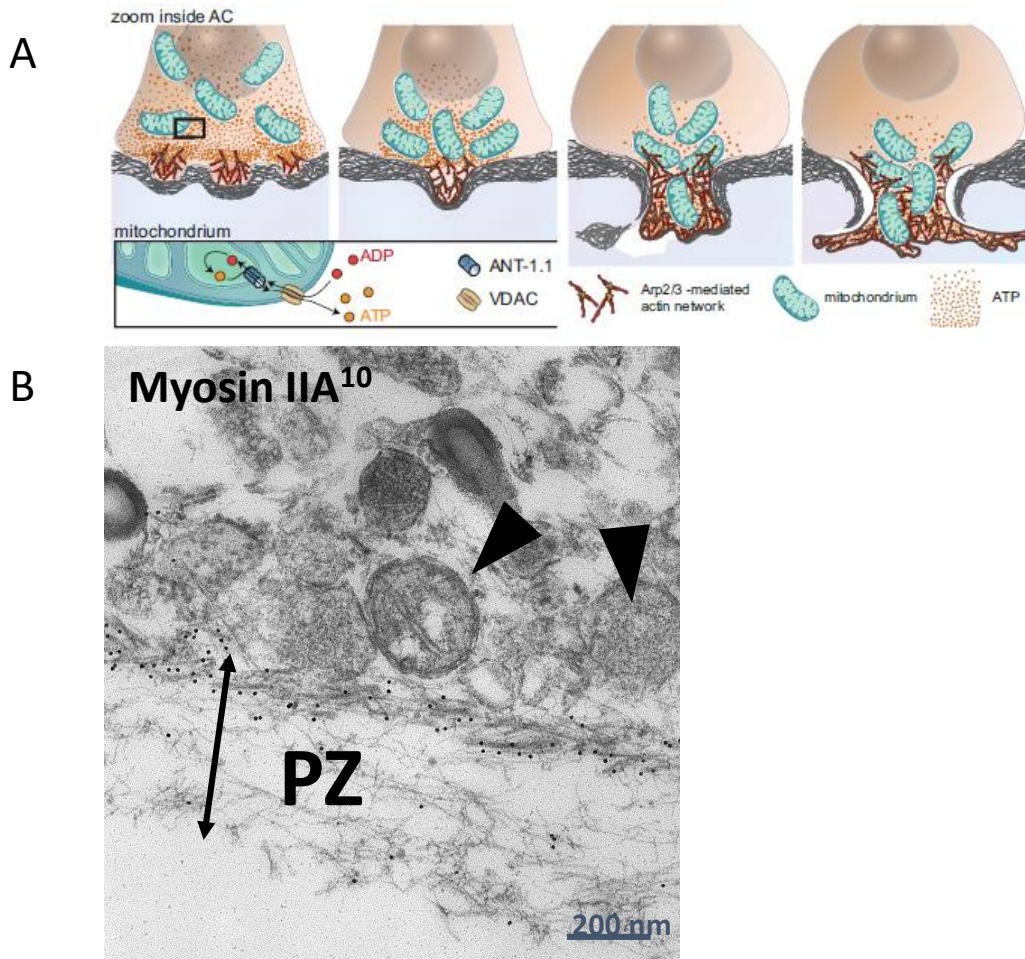 A
zoom inside AC
mitochondrium
ADP
ATP
ANT-1.1
VDAC
Arp2/3 -mediated
actin network
mitochondrium
ATP
B
Myosin IIA10
PZ
200 nm